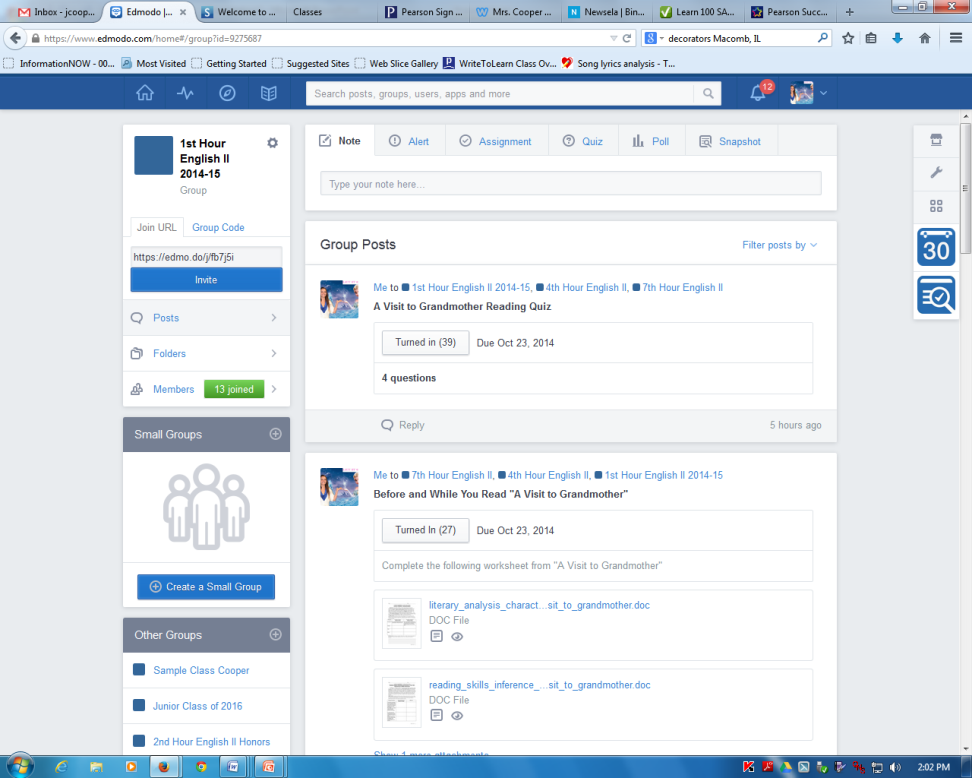 Inbox - jcoop...
Edmodo |...
Welcome to ...
Classes
Pearson Sign ...
Mrs. Cooper ...
Newsela | Bin...
Learn 100 SA...
Pearson Succ...
https://www.edmodo.com/home#/group?id=9275687
decorators Macomb, IL
InformationNOW - 00...
Most Visited
Getting Started
Suggested Sites
Web Slice Gallery
WriteToLearn Class Ov...
Song lyrics analysis - T...
Search posts, groups, users, apps and more
12
1st Hour
English II
2014-15
Group
Join URL
Group Code
https://edmo.do/j/fb7j5i
Invite
Posts
Folders
Members
13 joined
Small Groups
Create a Small Group
Other Groups
Sample Class Cooper
Junior Class of 2016
2nd Hour English II Honors
Note
Alert
Assignment
Quiz
Poll
Snapshot
Type your note here...
Group Posts
Filter posts by
Me to 1st Hour English II 2014-15, 4th Hour English II, 7th Hour English II
A Visit to Grandmother Reading Quiz
Turned in (39)
Due Oct 23, 2014
4 questions
Reply
5 hours ago
Me to 7th Hour English II, 4th Hour English II, 1st Hour English II 2014-15
Before and While You Read "A Visit to Grandmother"
Turned In (27)
Due Oct 23, 2014
Complete the following worksheet from "A Visit to Grandmother"
literary_analysis_charact...sit_to_grandmother.doc
DOC File
reading_skills_inference_...sit_to_grandmother.doc
DOC File
Show 1 more attachments
30
2:02 PM